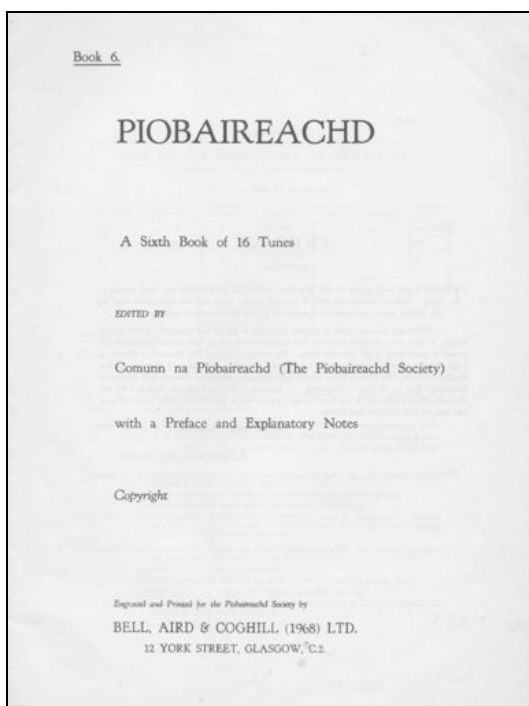 Book 6.
PIOBAIREACHD
A Sixth Book of 16 Tunes
EDITED BY
Comunn na Piobaireachd (The Piobaireachd Society)
with a Preface and Explanatory Notes
Copyright
Engraved and Printed for the Piobaireachd Society by
BELL, AIRD & COGHILL (1968) LTD.
12 YORK STREET, GLASGOW, C.2.